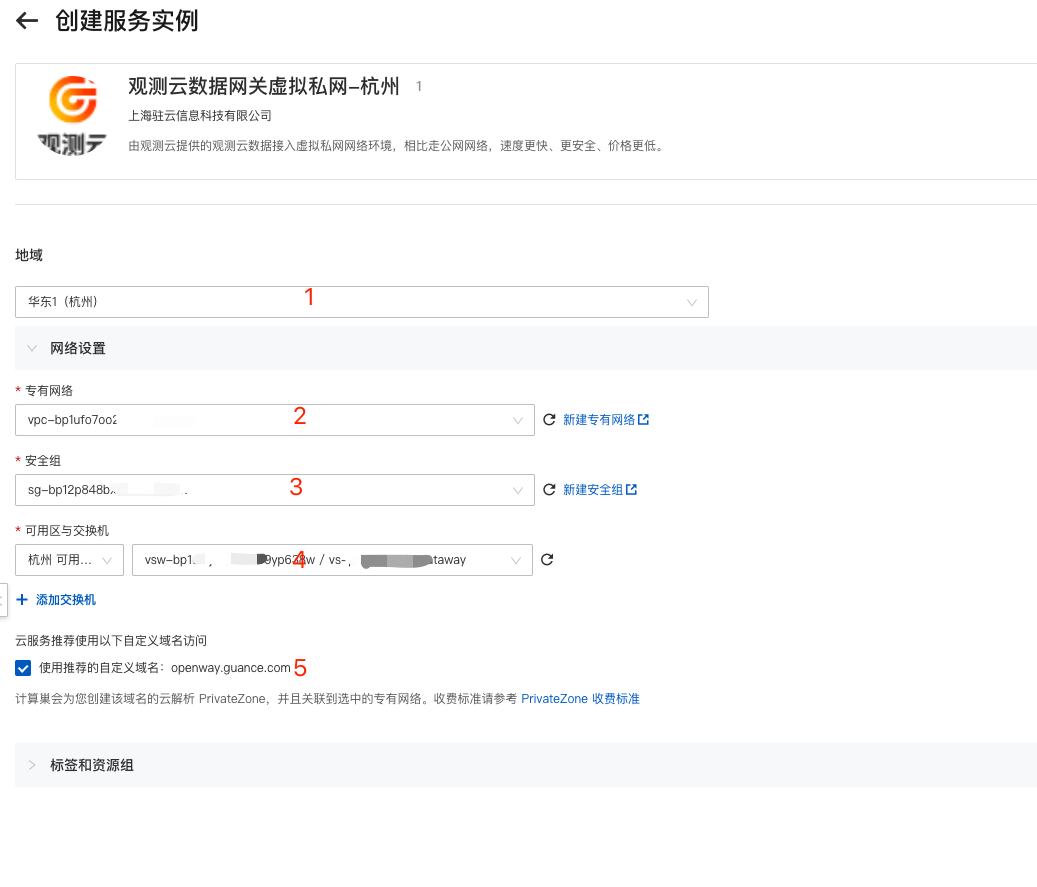 创建服务实例
观测云数据网关虚拟私网-杭州 1
上海驻云信息科技有限公司
观测云
由观测云提供的观测云数据接入虚拟私网网络环境，相比走公网网络，速度更快、更安全、价格更低。
地域
华东1（杭州） 1
网络设置
* 专有网络
vpc-bp1ufo7oo 2 新建专有网络
* 安全组
sg-bp12p848b 3 新建安全组
* 可用区与交换机
杭州 可用... vsw-bp1 4 / vs- taway
+ 添加交换机
云服务推荐使用以下自定义域名访问
使用推荐的自定义域名：openway.guance.com 5
计算巢会为您创建该域名的云解析 PrivateZone，并且关联到选中的专有网络。收费标准请参考 PrivateZone 收费标准
标签和资源组